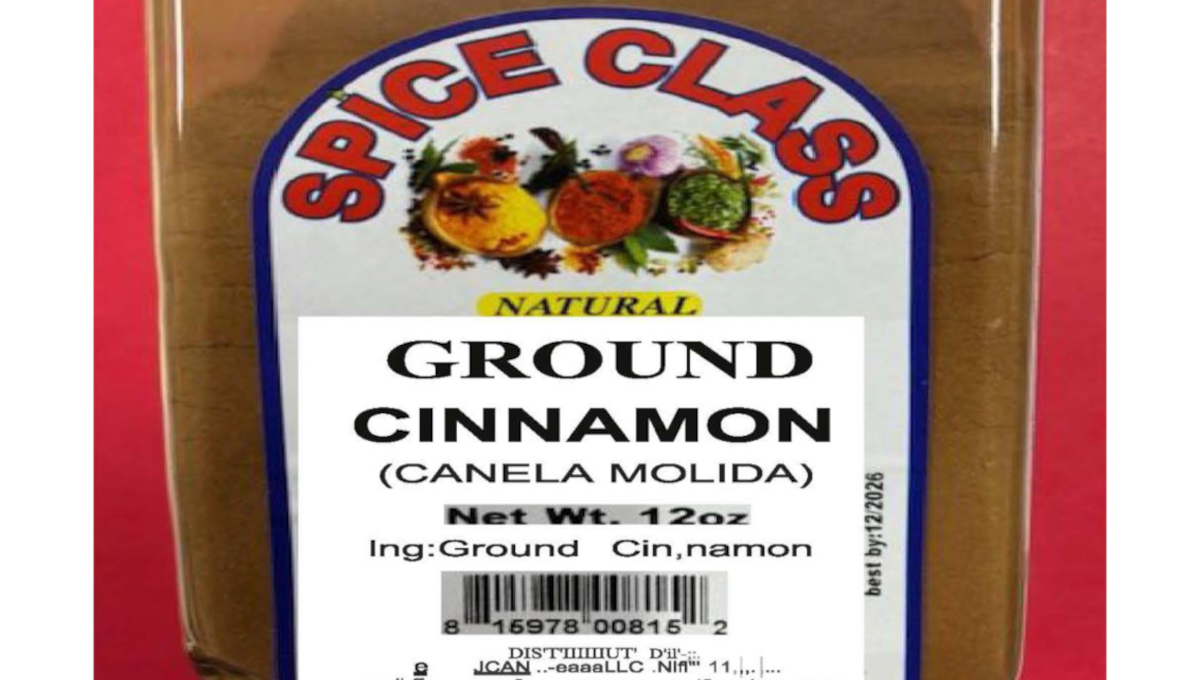 SPICE CLASS
NATURAL
GROUND
CINNAMON
(CANELA MOLIDA)
Net Wt. 12oz
Ing:Ground Cin,namon
8 15978 00815 2
best by:12/2026